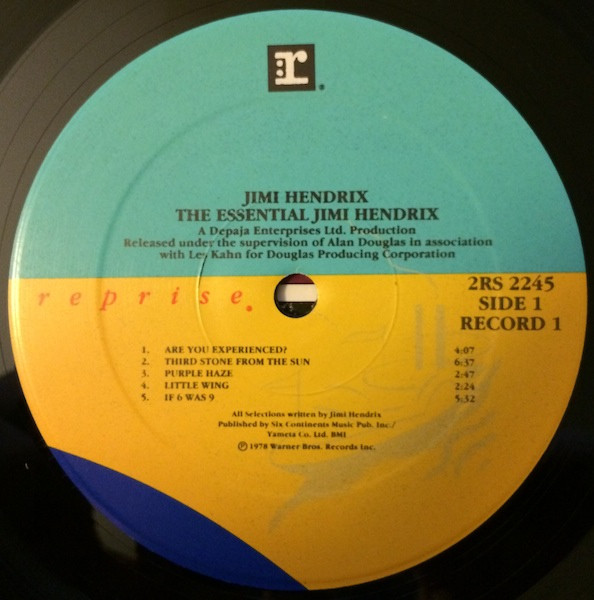 :r
JIMI HENDRIX
THE ESSENTIAL JIMI HENDRIX
A Depaja Enterprises Ltd. Production
Released under the supervision of Alan Douglas in association
with Les Kahn for Douglas Producing Corporation
reprise
2RS 2245
SIDE 1
RECORD 1
1. ARE YOU EXPERIENCED? 4:07
2. THIRD STONE FROM THE SUN 6:37
3. PURPLE HAZE 2:47
4. LITTLE WING 2:24
5. IF 6 WAS 9 5:32
All Selections written by Jimi Hendrix
Published by Six Continents Music Pub. Inc./
Yameta Co. Ltd. BMI
℗ 1978 Warner Bros. Records Inc.